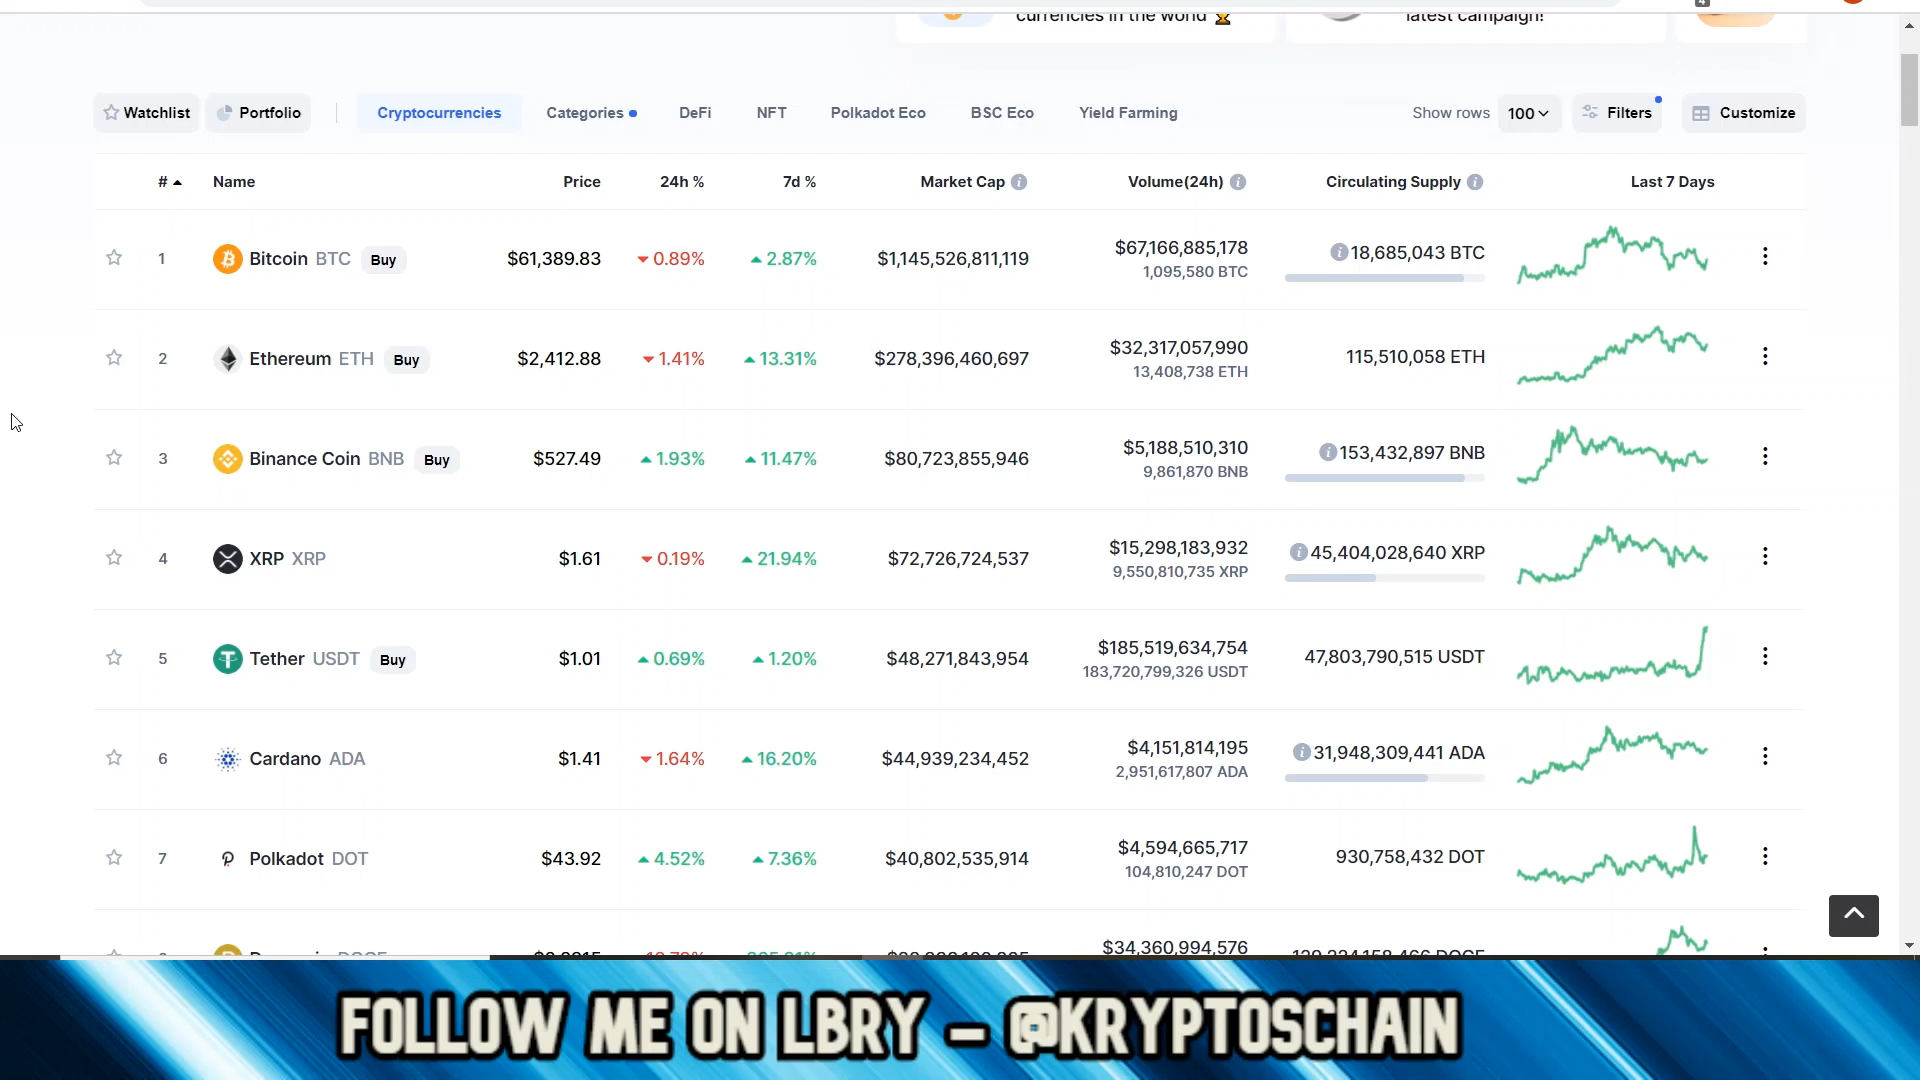 currencies in the world
latest campaign!
Watchlist
Portfolio
Cryptocurrencies
Categories
DeFi
NFT
Polkadot Eco
BSC Eco
Yield Farming
Show rows
100
Filters
Customize
#
Name
Price
24h %
7d %
Market Cap
Volume(24h)
Circulating Supply
Last 7 Days
1
Bitcoin BTC
Buy
$61,389.83
0.89%
2.87%
$1,145,526,811,119
$67,166,885,178
1,095,580 BTC
18,685,043 BTC
2
Ethereum ETH
Buy
$2,412.88
1.41%
13.31%
$278,396,460,697
$32,317,057,990
13,408,738 ETH
115,510,058 ETH
3
Binance Coin BNB
Buy
$527.49
1.93%
11.47%
$80,723,855,946
$5,188,510,310
9,861,870 BNB
153,432,897 BNB
4
XRP XRP
$1.61
0.19%
21.94%
$72,726,724,537
$15,298,183,932
9,550,810,735 XRP
45,404,028,640 XRP
5
Tether USDT
Buy
$1.01
0.69%
1.20%
$48,271,843,954
$185,519,634,754
183,720,799,326 USDT
47,803,790,515 USDT
6
Cardano ADA
$1.41
1.64%
16.20%
$44,939,234,452
$4,151,814,195
2,951,617,807 ADA
31,948,309,441 ADA
7
Polkadot DOT
$43.92
4.52%
7.36%
$40,802,535,914
$4,594,665,717
104,810,247 DOT
930,758,432 DOT
$34,360,994,576
FOLLOW ME ON LBRY – @KRYPTOSCHAIN